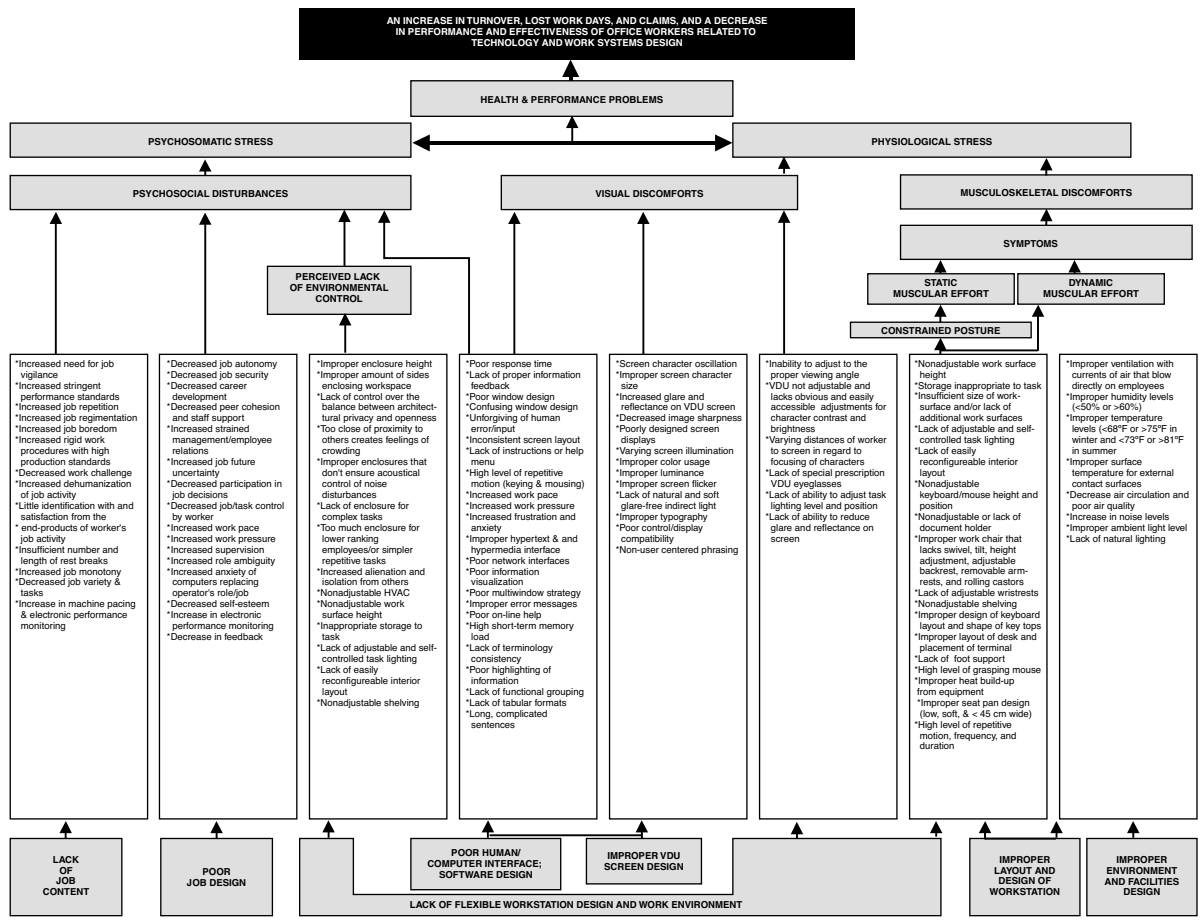 AN INCREASE IN TURNOVER, LOST WORK DAYS, AND CLAIMS, AND A DECREASE
IN PERFORMANCE AND EFFECTIVENESS OF OFFICE WORKERS RELATED TO
TECHNOLOGY AND WORK SYSTEMS DESIGN
HEALTH & PERFORMANCE PROBLEMS
PSYCHOSOMATIC STRESS
PHYSIOLOGICAL STRESS
PSYCHOSOCIAL DISTURBANCES
VISUAL DISCOMFORTS
MUSCULOSKELETAL DISCOMFORTS
SYMPTOMS
PERCEIVED LACK
OF ENVIRONMENTAL
CONTROL
STATIC
MUSCULAR EFFORT
DYNAMIC
MUSCULAR EFFORT
CONSTRAINED POSTURE
*Increased need for job
vigilance
*Increased stringent
performance standards
*Increased job repetition
*Increased job regimentation
*Increased job boredom
*Increased rigid work
procedures with high
production standards
*Decreased work challenge
*Increased dehumanization
of job activity
*Little identification with and
satisfaction from the
* end-products of worker's
job activity
*Insufficient number and
length of rest breaks
*Increased job monotony
*Decreased job variety &
tasks
*Increase in machine pacing
& electronic performance
monitoring
*Decreased job autonomy
*Decreased job security
*Decreased career
development
*Decreased peer cohesion
and staff support
*Increased strained
management/employee
relations
*Increased job future
uncertainty
*Decreased participation in
job decisions
*Decreased job/task control
by worker
*Increased work pace
*Increased work pressure
*Increased supervision
*Increased role ambiguity
*Increased anxiety of
computers replacing
operator's role/job
*Decreased self-esteem
*Increase in electronic
performance monitoring
*Decrease in feedback
*Improper enclosure height
*Improper amount of sides
enclosing workspace
*Lack of control over the
balance between architec-
tural privacy and openness
*Too close of proximity to
others creates feelings of
crowding
*Improper enclosures that
don't ensure acoustical
control of noise
disturbances
*Lack of enclosure for
complex tasks
*Too much enclosure for
lower ranking
employees/or simpler
repetitive tasks
*Increased alienation and
isolation from others
*Nonadjustable HVAC
*Nonadjustable work
surface height
*Inappropriate storage to
task
*Lack of adjustable and self-
controlled task lighting
*Lack of easily
reconfigureable interior
layout
*Nonadjustable shelving
*Poor response time
*Lack of proper information
feedback
*Poor window design
*Confusing window design
*Unforgiving of human
error/input
*Inconsistent screen layout
*Lack of instructions or help
menu
*High level of repetitive
motion (keying & mousing)
*Increased work pace
*Increased work pressure
*Increased frustration and
anxiety
*Improper hypertext & and
hypermedia interface
*Poor network interfaces
*Poor information
visualization
*Poor multiwindow strategy
*Improper error messages
*Poor on-line help
*High short-term memory
load
*Lack of terminology
consistency
*Poor highlighting of
information
*Lack of functional grouping
*Lack of tabular formats
*Long, complicated
sentences
*Screen character oscillation
*Improper screen character
size
*Increased glare and
reflectance on VDU screen
*Decreased image sharpness
*Poorly designed screen
displays
*Varying screen illumination
*Improper color usage
*Improper luminance
*Improper screen flicker
*Lack of natural and soft
glare-free indirect light
*Improper typography
*Poor control/display
compatibility
*Non-user centered phrasing
*Inability to adjust to the
proper viewing angle
*VDU not adjustable and
lacks obvious and easily
accessible adjustments for
character contrast and
brightness
*Varying distances of worker
to screen in regard to
focusing of characters
*Lack of special prescription
VDU eyeglasses
*Lack of ability to adjust task
lighting level and position
*Lack of ability to reduce
glare and reflectance on
screen
*Nonadjustable work surface
height
*Storage inappropriate to task
*Insufficient size of work-
surface and/or lack of
additional work surfaces
*Lack of adjustable and self-
controlled task lighting
*Lack of easily
reconfigureable interior
layout
*Nonadjustable
keyboard/mouse height and
position
*Nonadjustable or lack of
document holder
*Improper work chair that
lacks swivel, tilt, height
adjustment, adjustable
backrest, removable arm-
rests, and rolling castors
*Lack of adjustable wristrests
*Nonadjustable shelving
*Improper design of keyboard
layout and shape of key tops
*Improper layout of desk and
placement of terminal
*Lack of foot support
*High level of grasping mouse
*Improper heat build-up
from equipment
*Improper seat pan design
(low, soft, & < 45 cm wide)
*High level of repetitive
motion, frequency, and
duration
*Improper ventilation with
currents of air that blow
directly on employees
*Improper humidity levels
(<50% or >60%)
*Improper temperature
levels (<68°F or >75°F in
winter and <73°F or >81°F
in summer
*Improper surface
temperature for external
contact surfaces
*Decrease air circulation and
poor air quality
*Increase in noise levels
*Improper ambient light level
*Lack of natural lighting
LACK
OF
JOB
CONTENT
POOR
JOB DESIGN
POOR HUMAN/
COMPUTER INTERFACE;
SOFTWARE DESIGN
IMPROPER VDU
SCREEN DESIGN
LACK OF FLEXIBLE WORKSTATION DESIGN AND WORK ENVIRONMENT
IMPROPER
LAYOUT AND
DESIGN OF
WORKSTATION
IMPROPER
ENVIRONMENT
AND FACILITIES
DESIGN